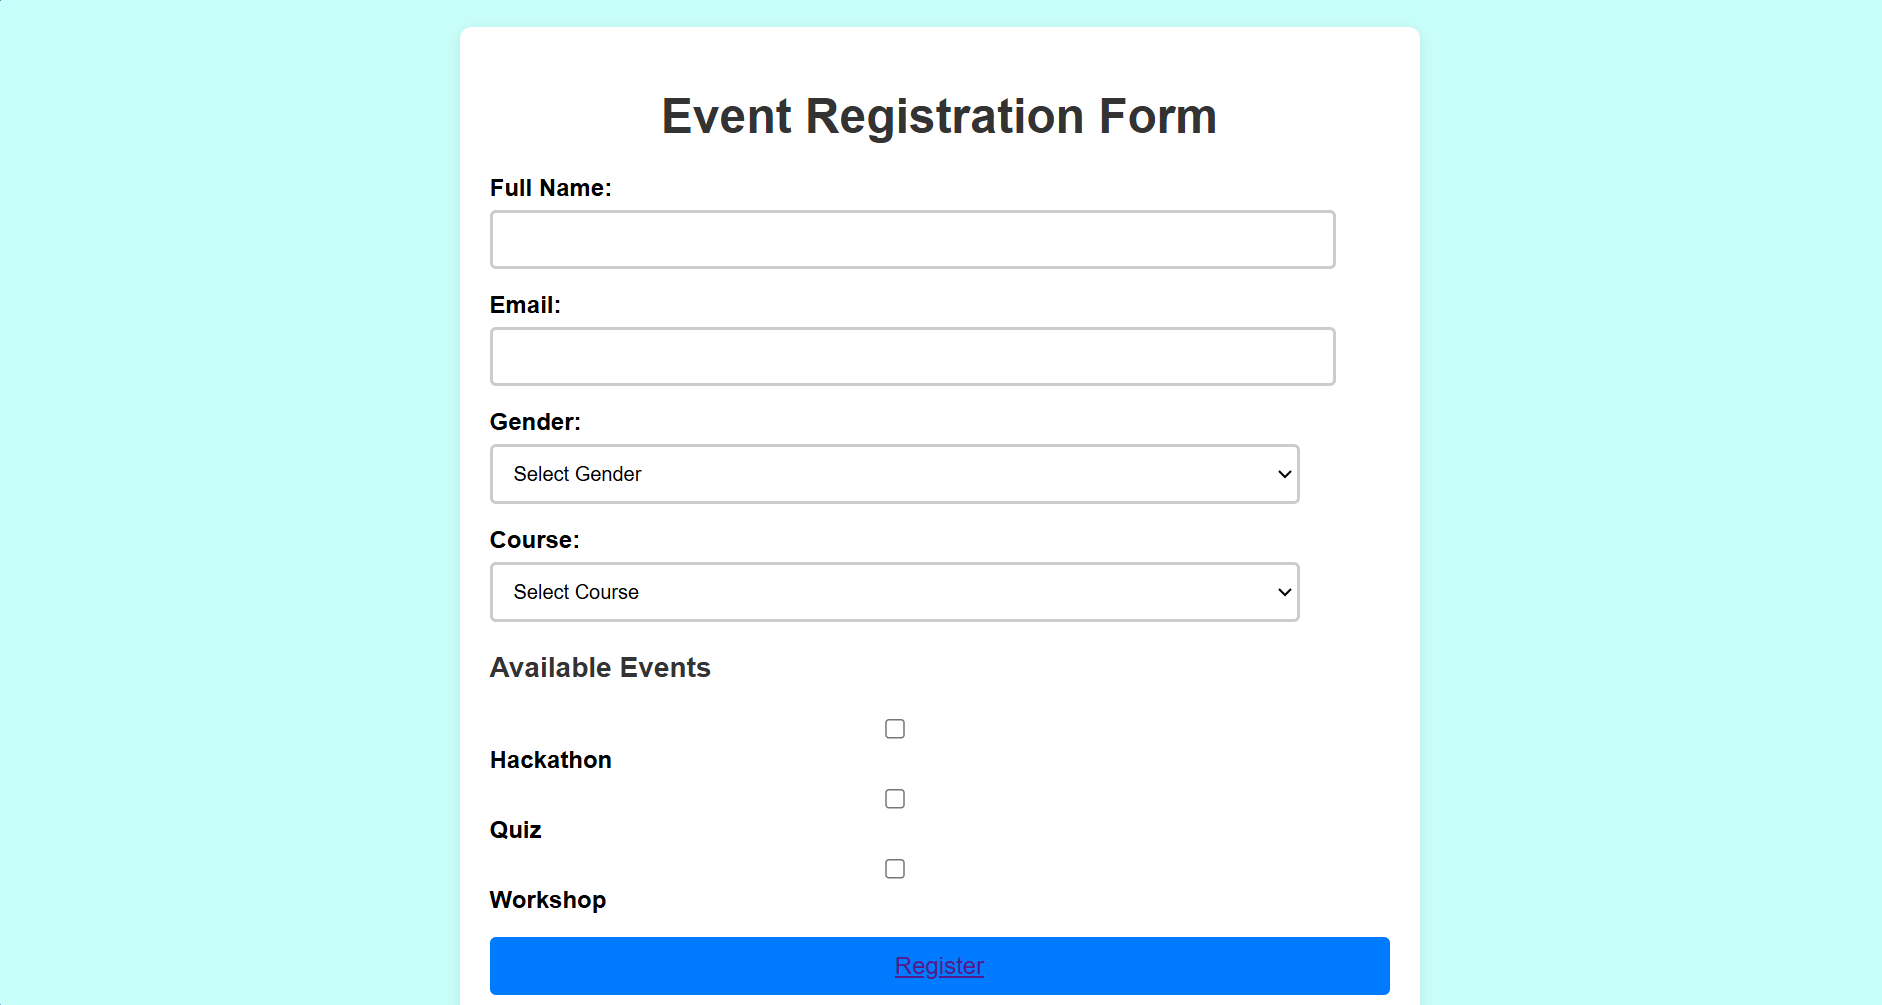 Event Registration Form
Full Name:
Email:
Gender:
Select Gender
Course:
Select Course
Available Events
Hackathon
Quiz
Workshop
Register